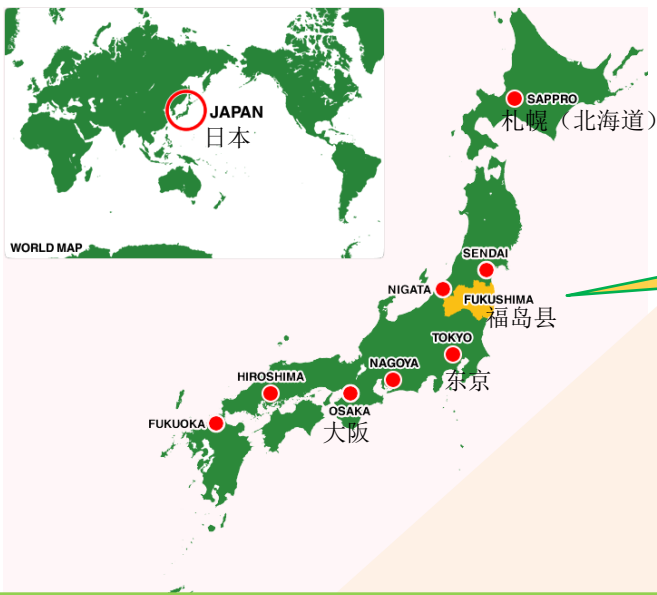 JAPAN
日本
WORLD MAP
SAPPRO
札幌（北海道）
SENDAI
NIGATA
FUKUSHIMA
福岛县
TOKYO
东京
NAGOYA
HIROSHIMA
OSAKA
大阪
FUKUOKA